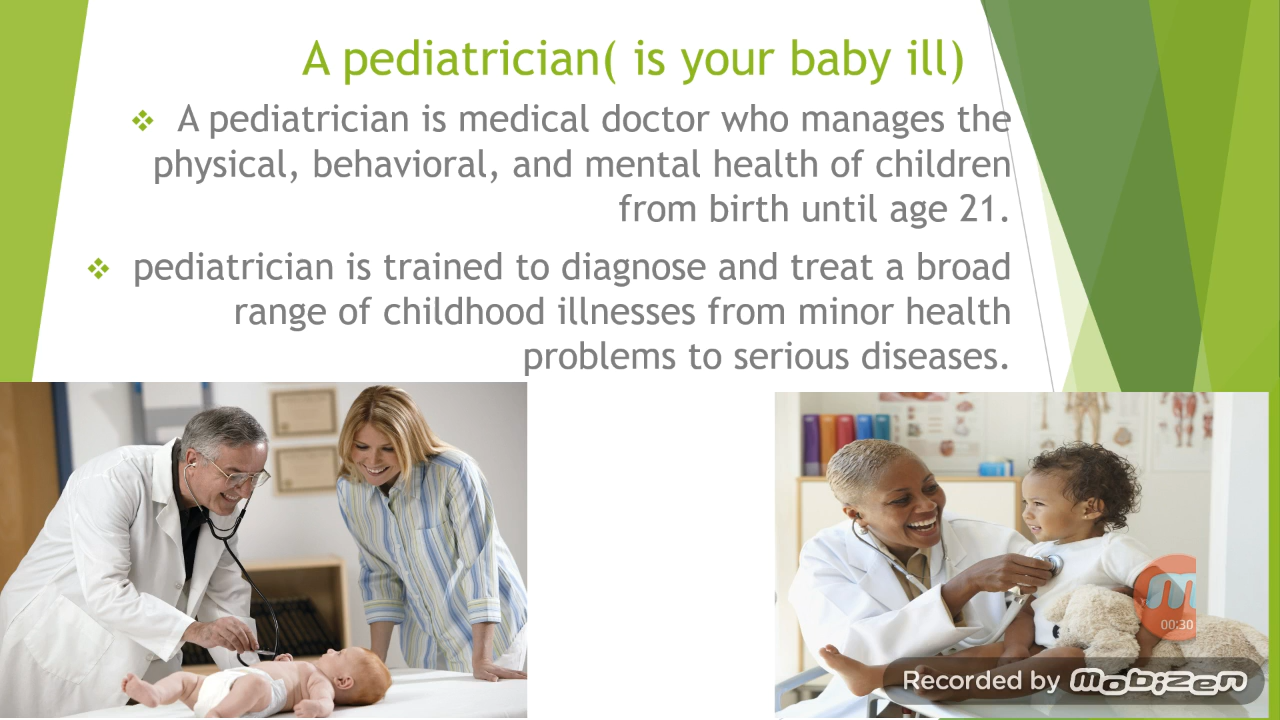 A pediatrician( is your baby ill)
❖ A pediatrician is medical doctor who manages the
physical, behavioral, and mental health of children
from birth until age 21.
❖ pediatrician is trained to diagnose and treat a broad
range of childhood illnesses from minor health
problems to serious diseases.
00:30
Recorded by mobizen